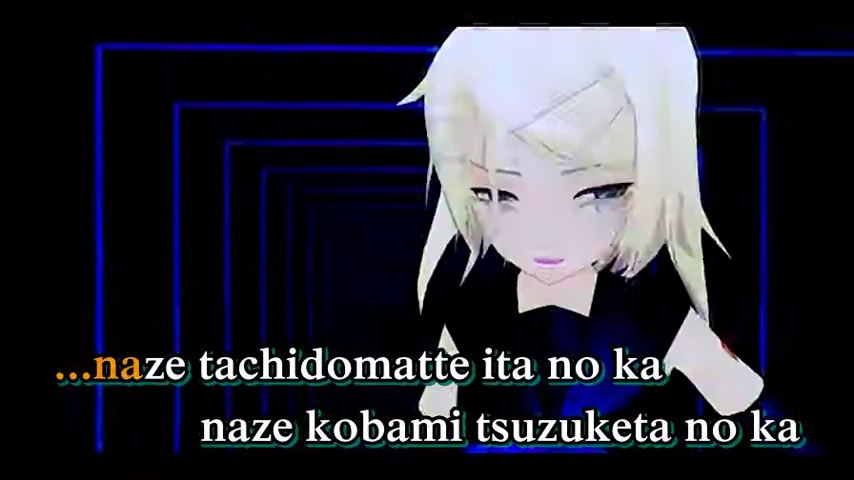 ...naze tachidomatte ita no ka
naze kobami tsuzuketa no ka